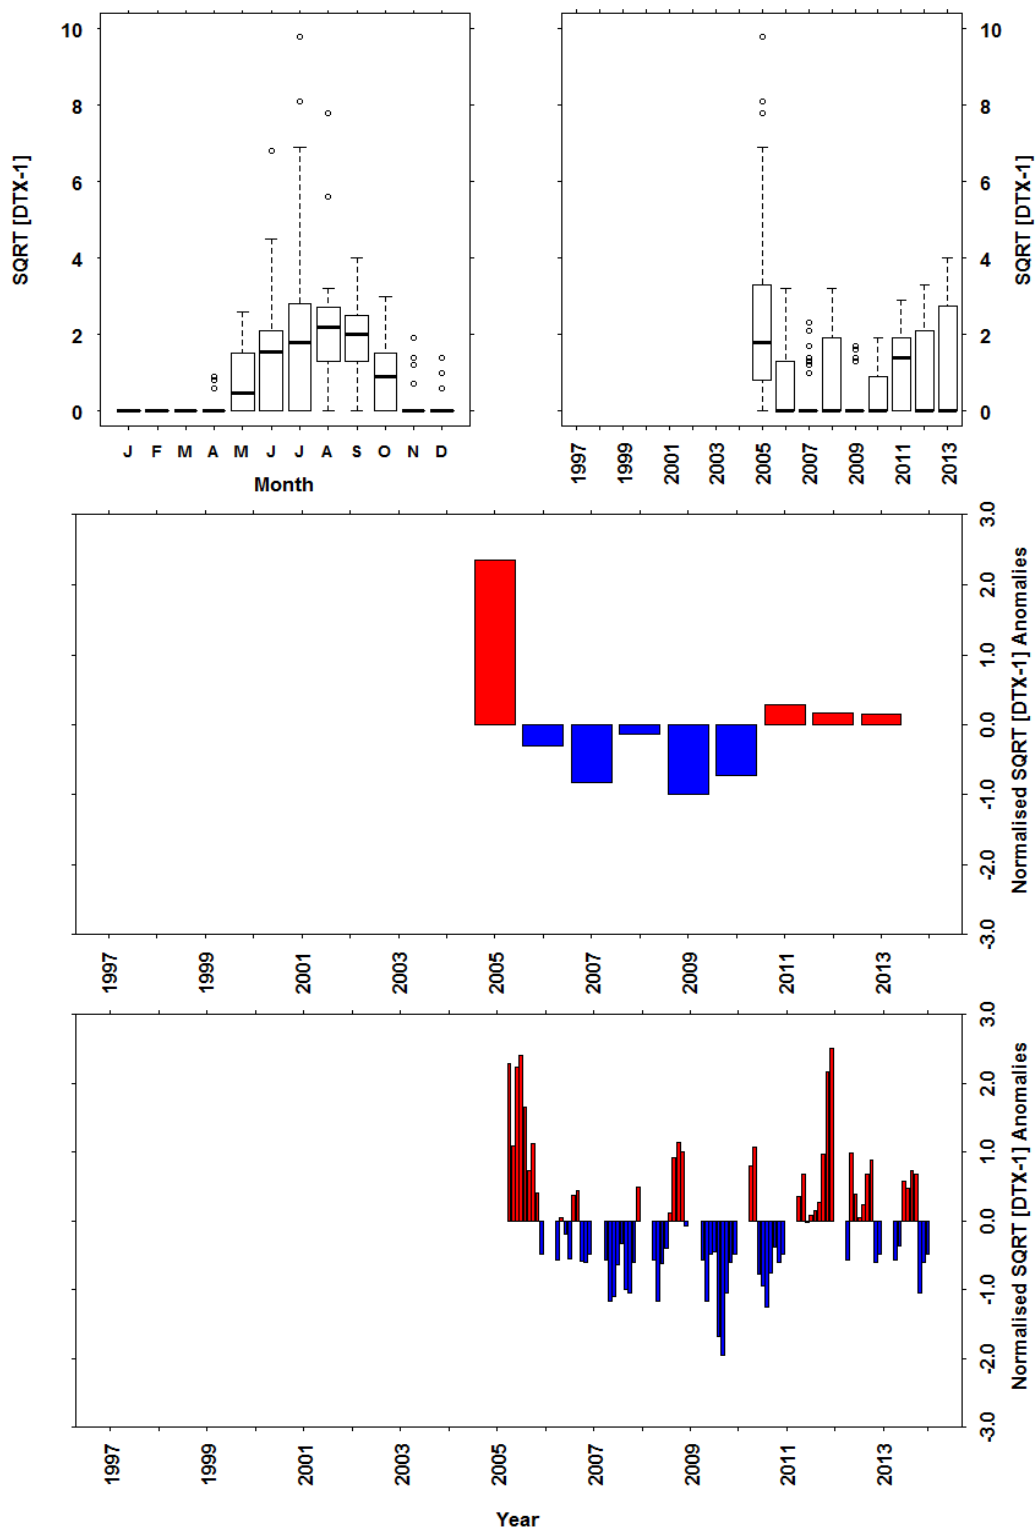 10
8
6
4
2
0
SQRT [DTX-1]
J F M A M J J A S O N D
Month
10
8
6
4
2
0
SQRT [DTX-1]
1997 1999 2001 2003 2005 2007 2009 2011 2013
3.0
2.0
1.0
0.0
-1.0
-2.0
-3.0
Normalised SQRT [DTX-1] Anomalies
1997 1999 2001 2003 2005 2007 2009 2011 2013
3.0
2.0
1.0
0.0
-1.0
-2.0
-3.0
Normalised SQRT [DTX-1] Anomalies
1997 1999 2001 2003 2005 2007 2009 2011 2013
Year